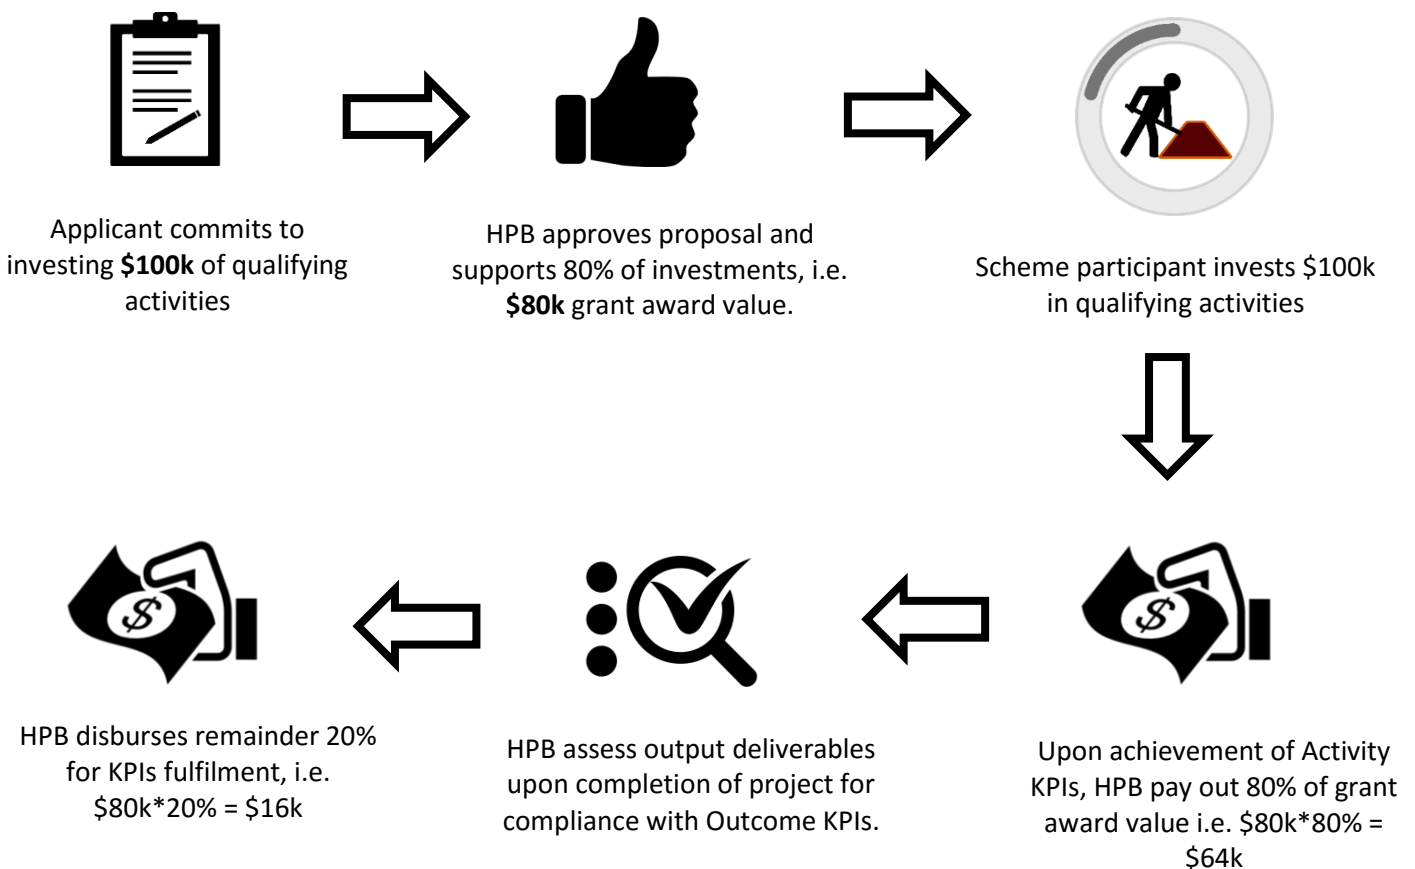 Applicant commits to
investing $100k of qualifying
activities
HPB approves proposal and
supports 80% of investments, i.e.
$80k grant award value.
Scheme participant invests $100k
in qualifying activities
$
Upon achievement of Activity
KPIs, HPB pay out 80% of grant
award value i.e. $80k*80% =
$64k
HPB assess output deliverables
upon completion of project for
compliance with Outcome KPIs.
$
HPB disburses remainder 20%
for KPIs fulfilment, i.e.
$80k*20% = $16k